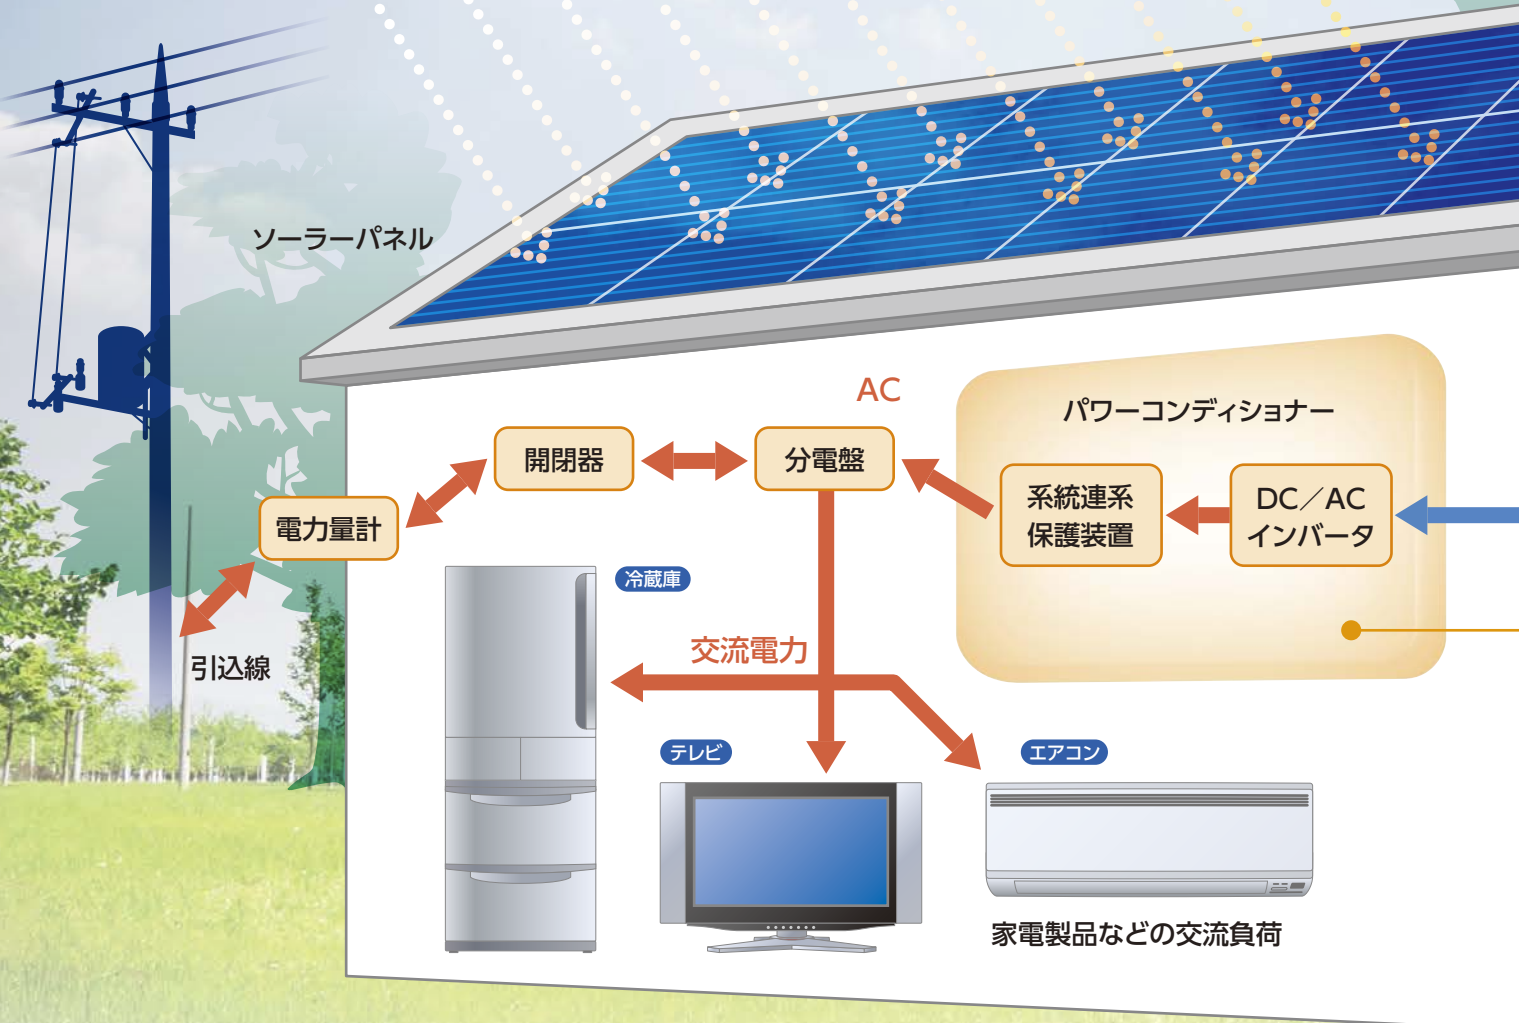 ソーラーパネル
AC
パワーコンディショナー
開閉器
分電盤
系統連系
保護装置
DC／AC
インバータ
電力量計
冷蔵庫
交流電力
引込線
テレビ
エアコン
家電製品などの交流負荷